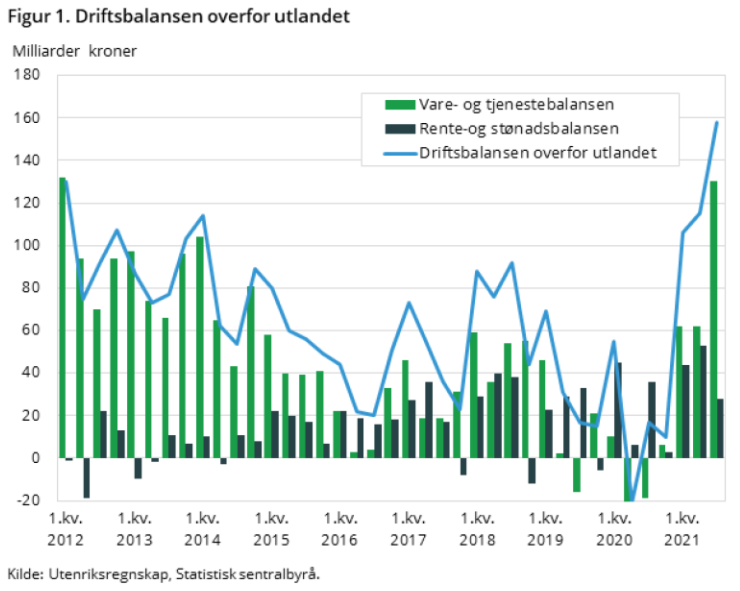 Figur 1. Driftsbalansen overfor utlandet
Milliarder kroner
180
160
140
120
100
80
60
40
20
0
-20
Vare- og tjenestebalansen
Rente-og stønadsbalansen
Driftsbalansen overfor utlandet
1.kv. 1.kv. 1.kv. 1.kv. 1.kv. 1.kv. 1.kv. 1.kv. 1.kv. 1.kv.
2012 2013 2014 2015 2016 2017 2018 2019 2020 2021
Kilde: Utenriksregnskap, Statistisk sentralbyrå.